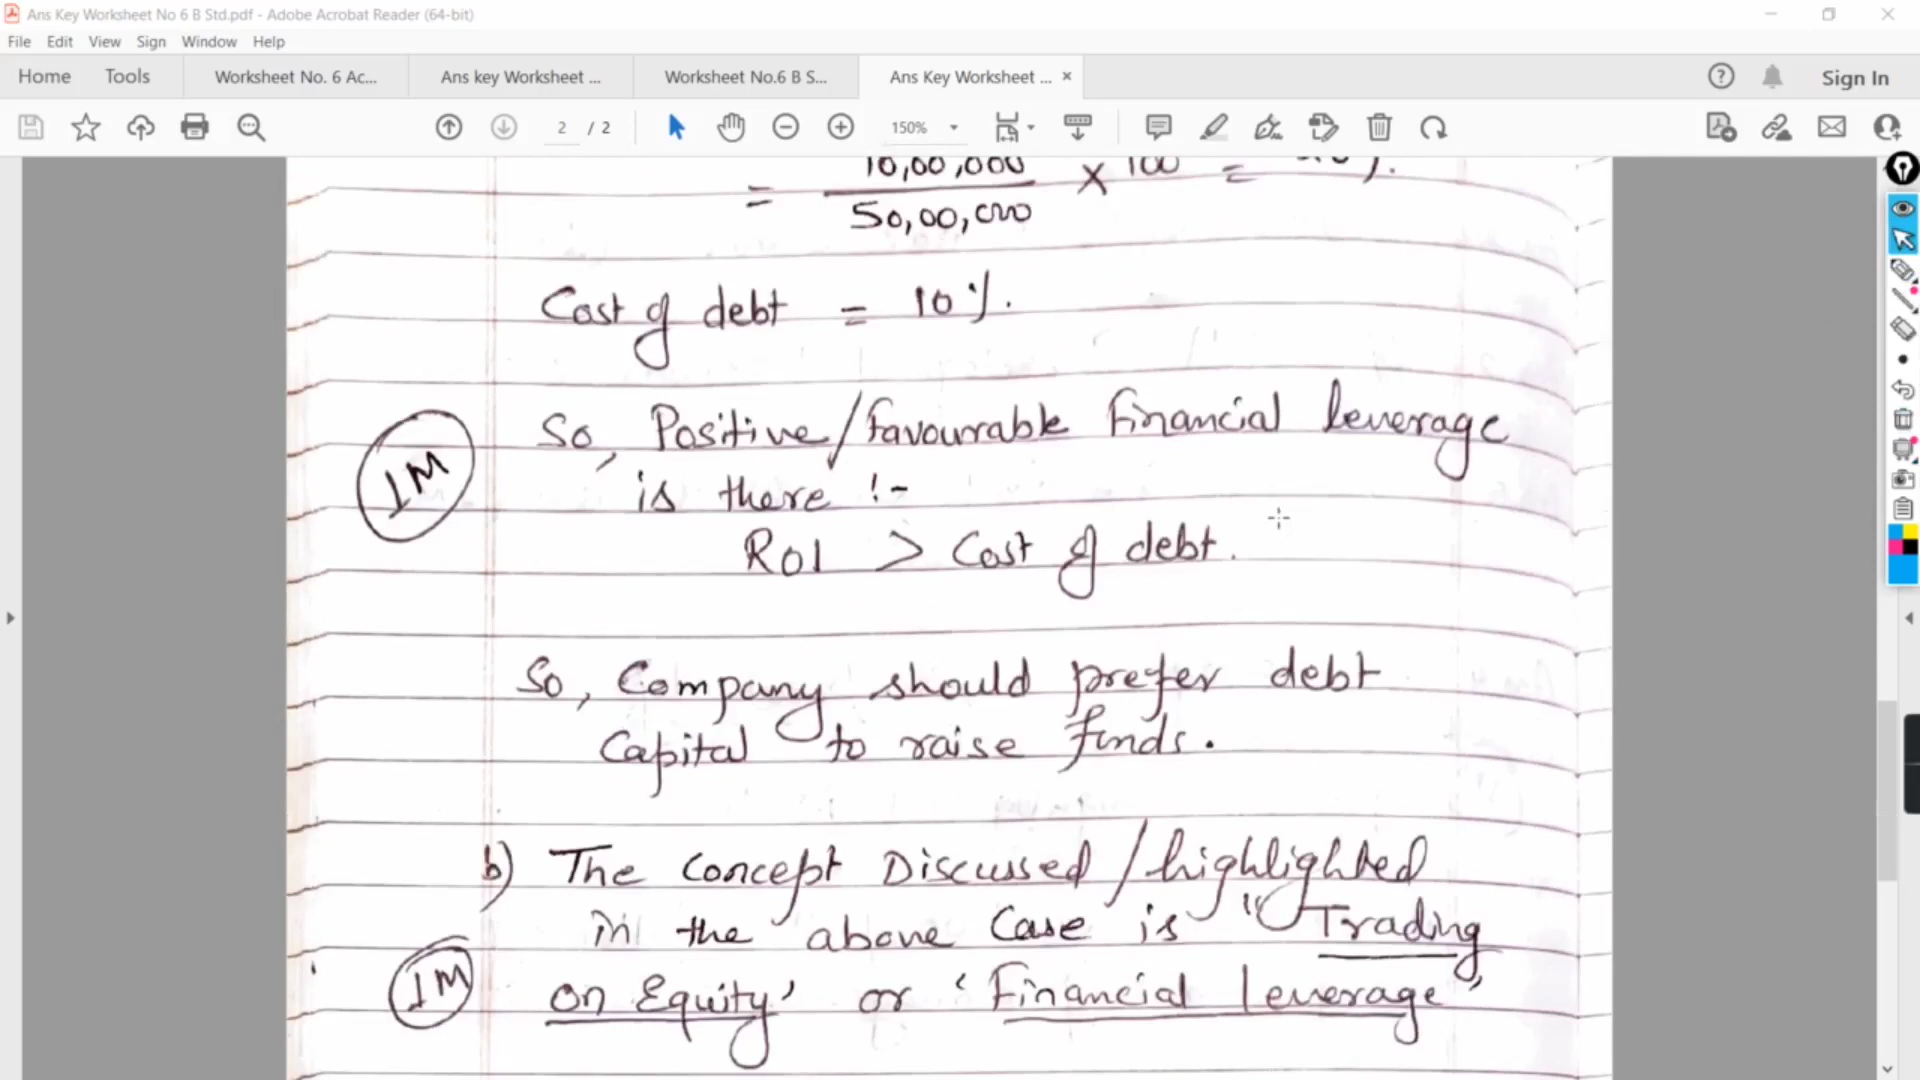 Ans Key Worksheet No 6 B Std.pdf - Adobe Acrobat Reader (64-bit)
File Edit View Sign Window Help
Home Tools Worksheet No. 6 Ac... Ans key Worksheet ... Worksheet No.6 B S... Ans Key Worksheet ... × Sign In
2 / 2 150%
10,00,000
= × 100 =
50,00,000
Cost of debt = 10%.
So, Positive/Favourable Financial leverage
1M
is there :-
ROI > Cost of debt.
So, Company should prefer debt
Capital to raise funds.
b) The Concept Discussed/highlighted
in the above Case is "Trading
1M on Equity' or 'Financial leverage'